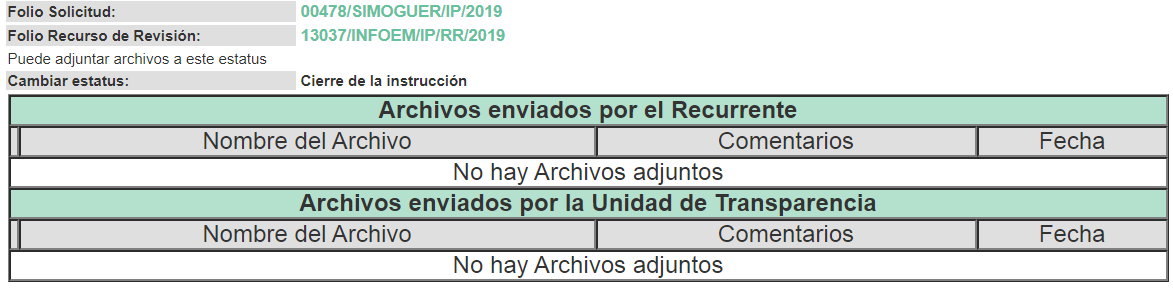 Folio Solicitud: 00478/SIMOGUER/IP/2019
Folio Recurso de Revisión: 13037/INFOEM/IP/RR/2019
Puede adjuntar archivos a este estatus
Cambiar estatus: Cierre de la instrucción
Archivos enviados por el Recurrente
Nombre del Archivo Comentarios Fecha
No hay Archivos adjuntos
Archivos enviados por la Unidad de Transparencia
Nombre del Archivo Comentarios Fecha
No hay Archivos adjuntos